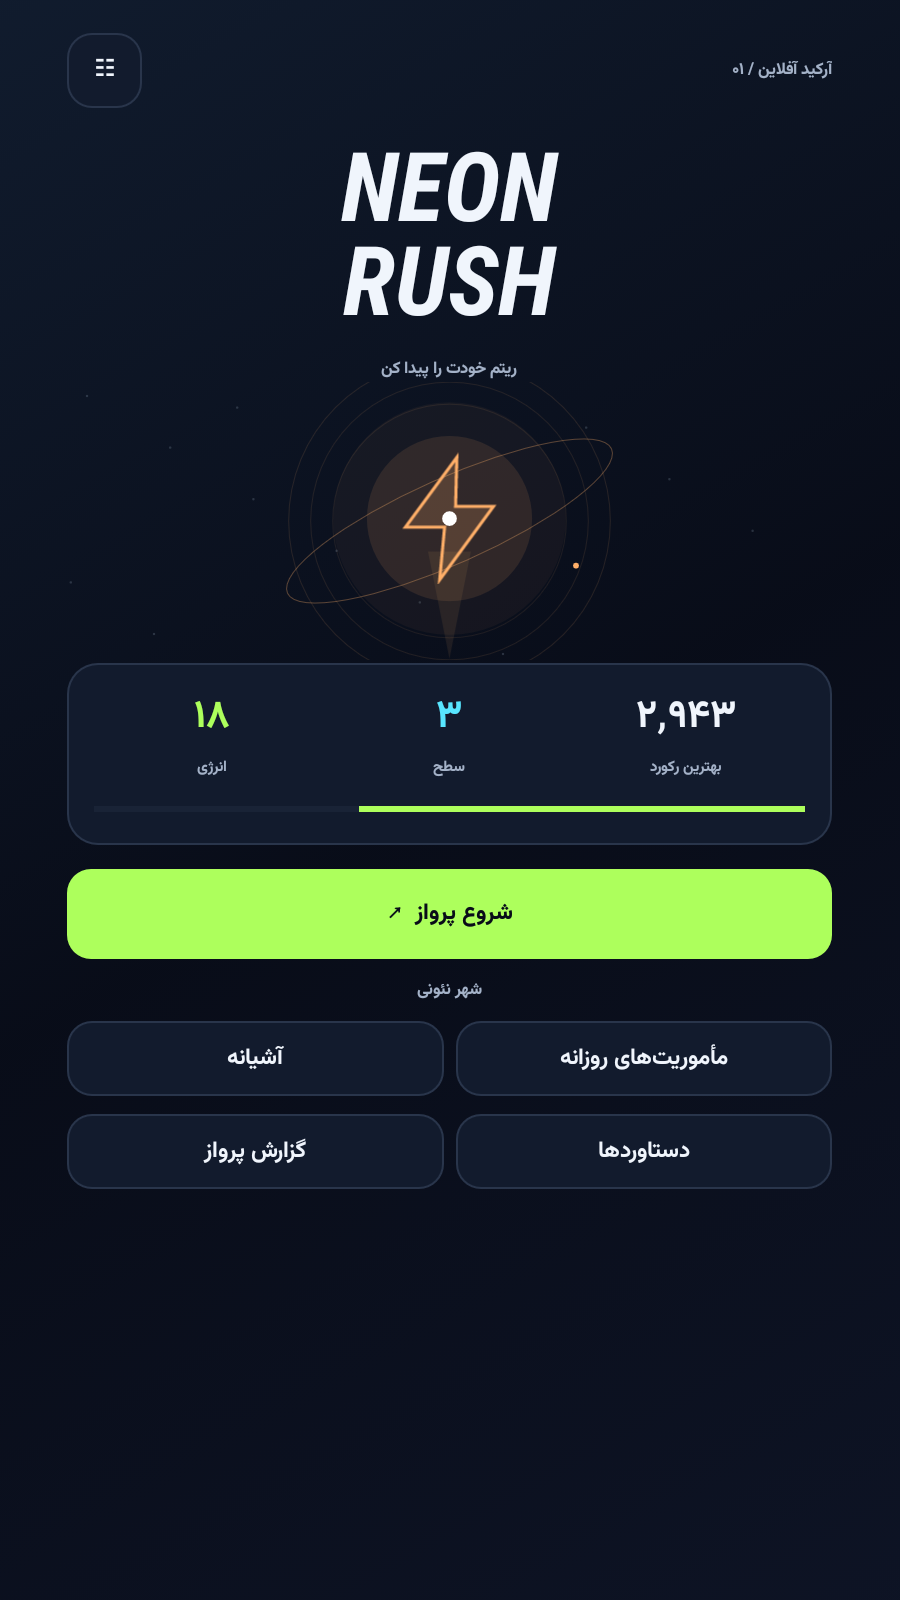 آرکید آفلاین / ۰۱
NEON
RUSH
ریتم خودت را پیدا کن
۲,۹۴۳ ۳ ۱۸
بهترین رکورد سطح انرژی
شروع پرواز ↗
شهر نئونی
مأموریت‌های روزانه آشیانه
دستاوردها گزارش پرواز